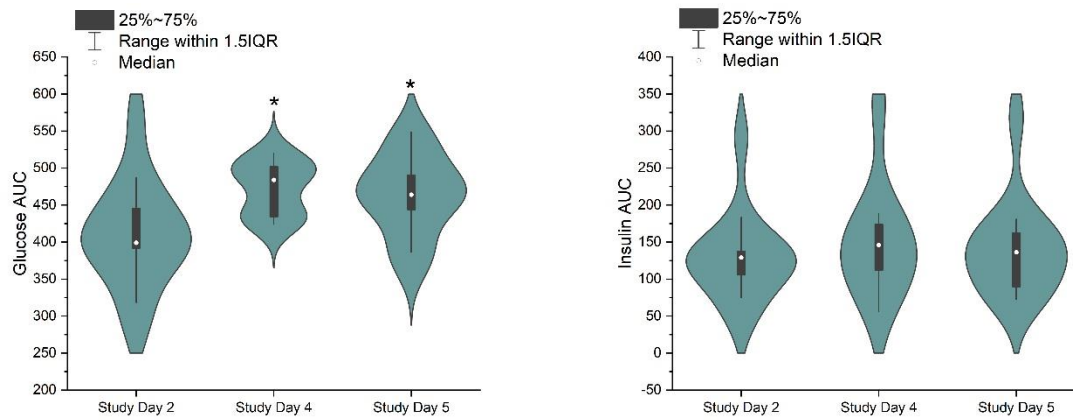 25%~75%
Range within 1.5IQR
Median
Glucose AUC
650
600
550
500
450
400
350
300
250
200
*
*
Study Day 2
Study Day 4
Study Day 5
25%~75%
Range within 1.5IQR
Median
Insulin AUC
400
350
300
250
200
150
100
50
0
-50
Study Day 2
Study Day 4
Study Day 5